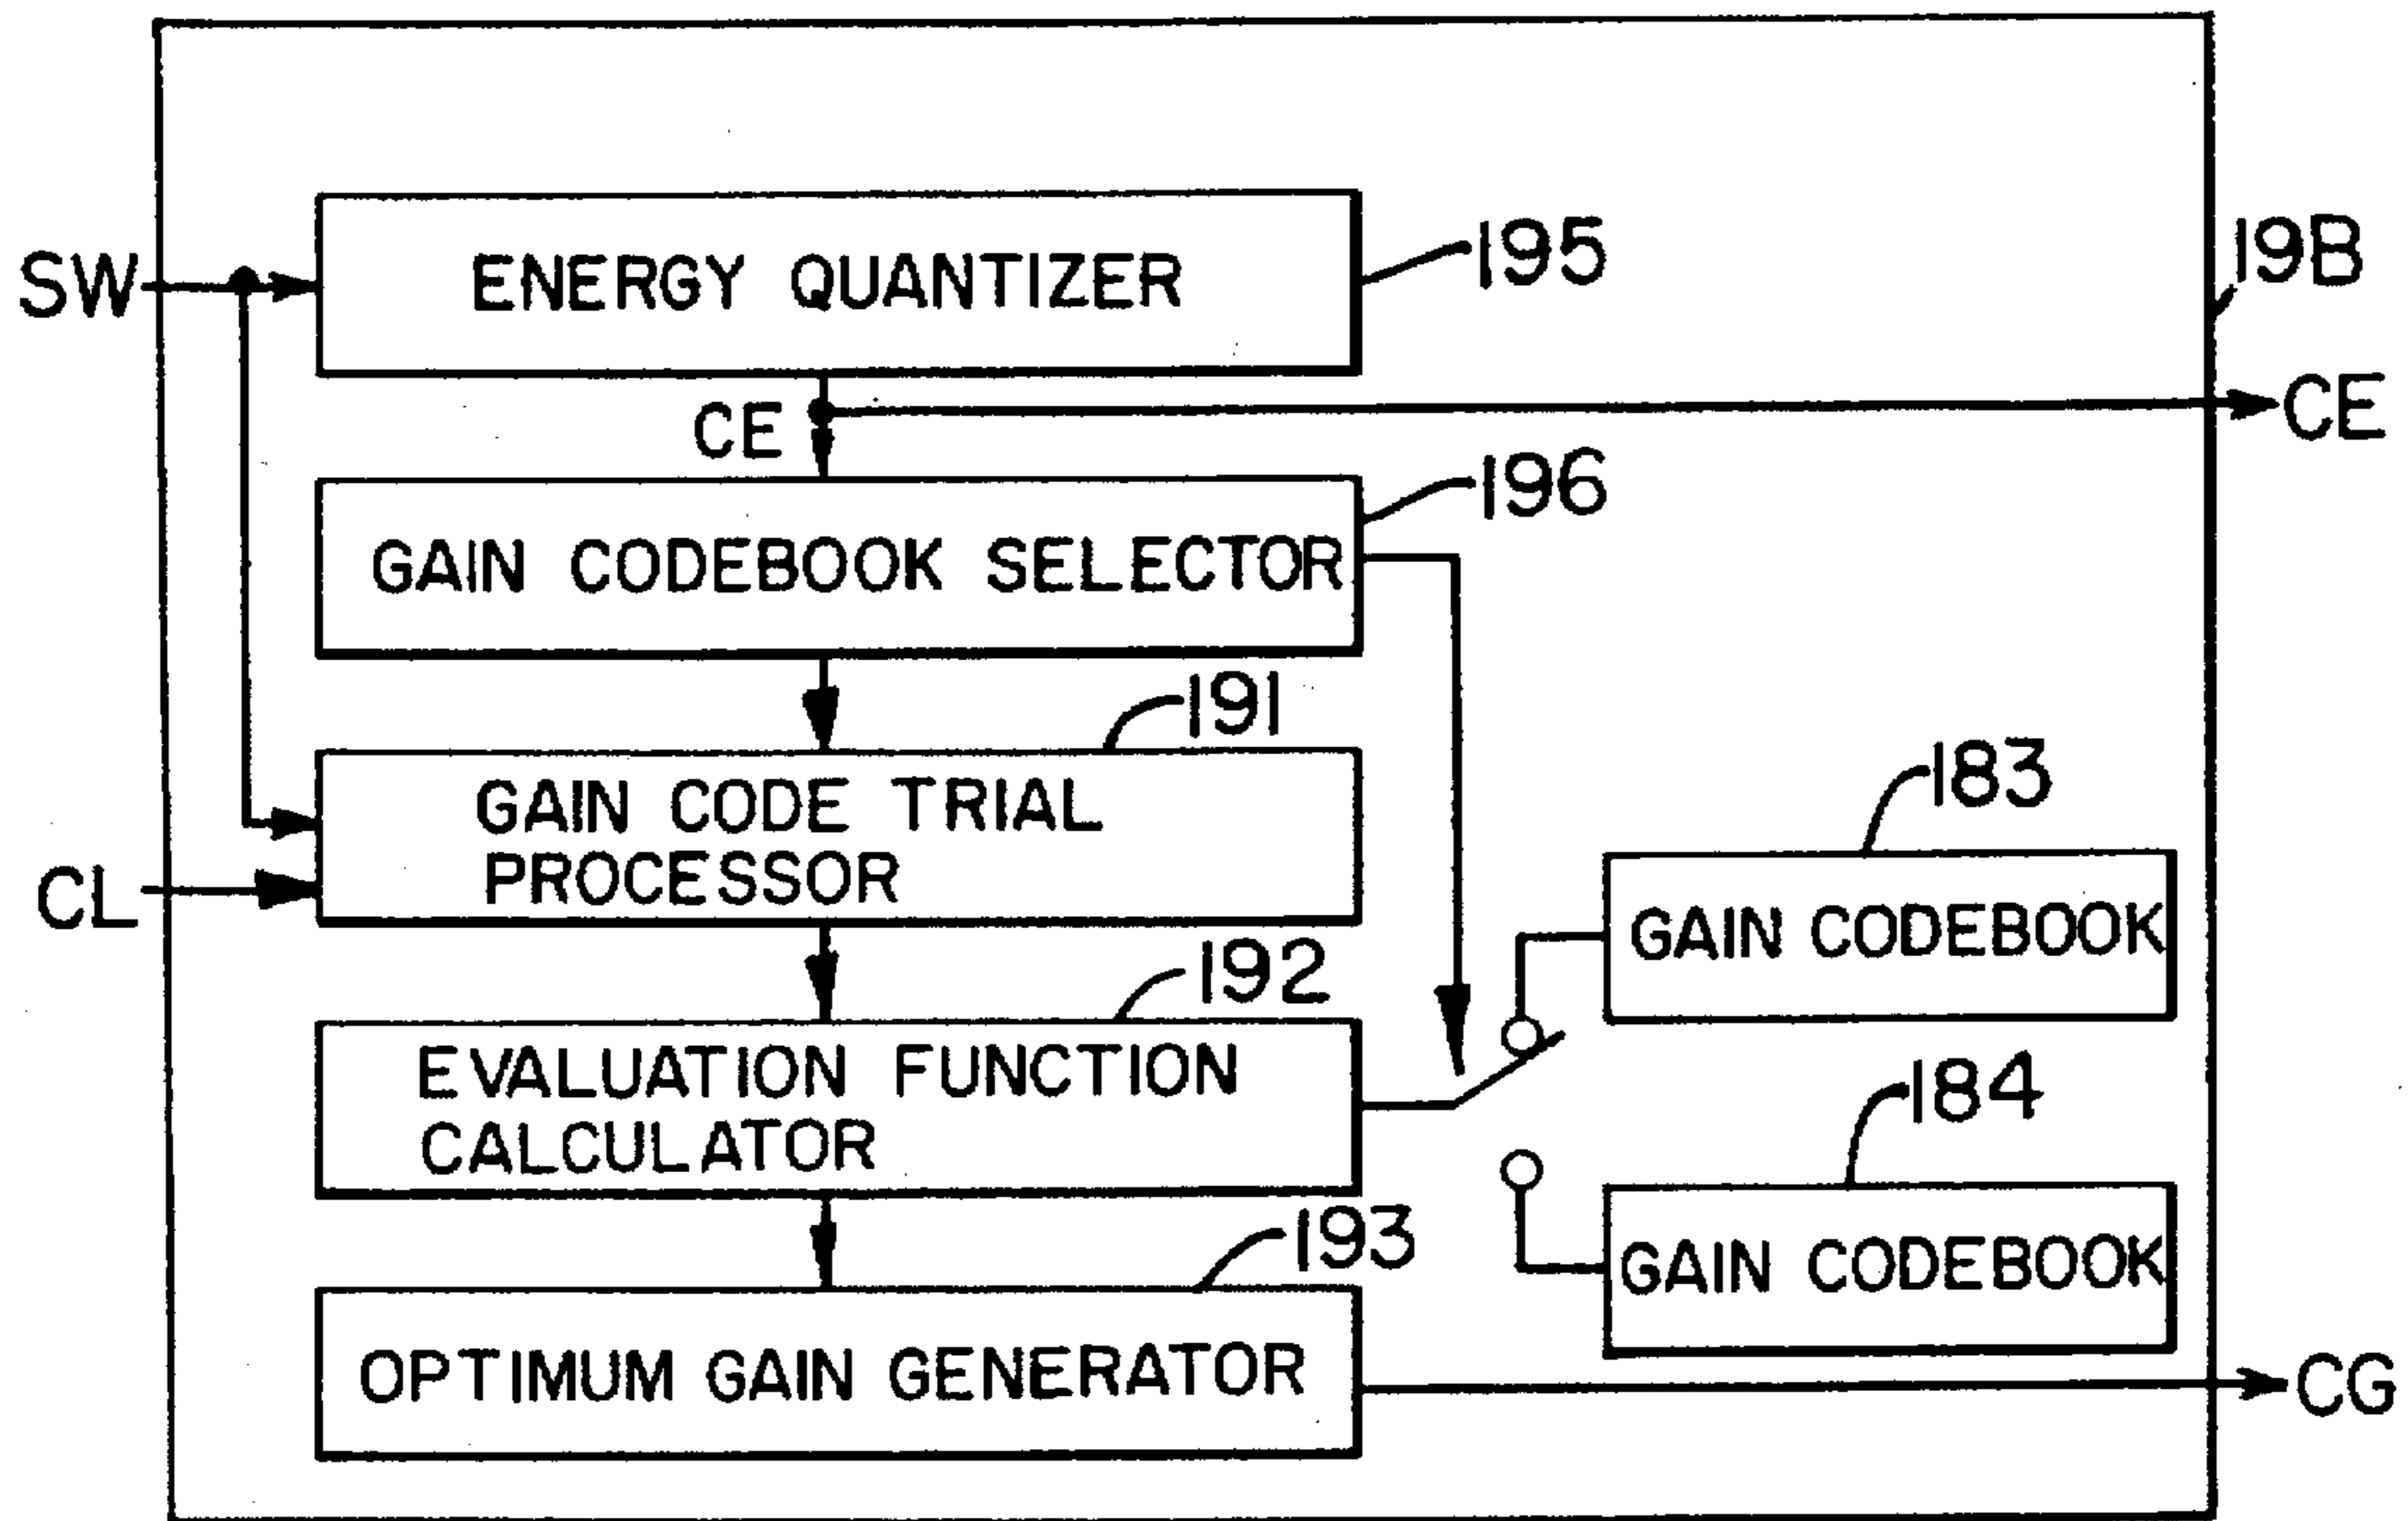 SW
ENERGY QUANTIZER
195
19B
CE
CE
196
GAIN CODEBOOK SELECTOR
191
GAIN CODE TRIAL
PROCESSOR
CL
183
GAIN CODEBOOK
192
EVALUATION FUNCTION
CALCULATOR
184
GAIN CODEBOOK
193
OPTIMUM GAIN GENERATOR
CG